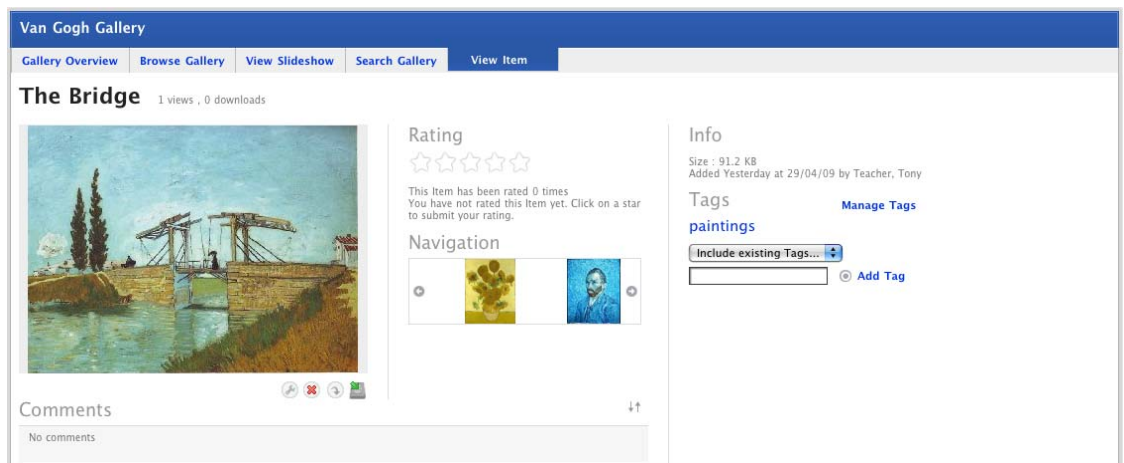 Van Gogh Gallery
Gallery Overview Browse Gallery View Slideshow Search Gallery View Item
The Bridge 1 views , 0 downloads
Rating
This Item has been rated 0 times
You have not rated this Item yet. Click on a star
to submit your rating.
Navigation
Info
Size : 91.2 KB
Added Yesterday at 29/04/09 by Teacher, Tony
Tags Manage Tags
paintings
Include existing Tags...
Add Tag
Comments
No comments